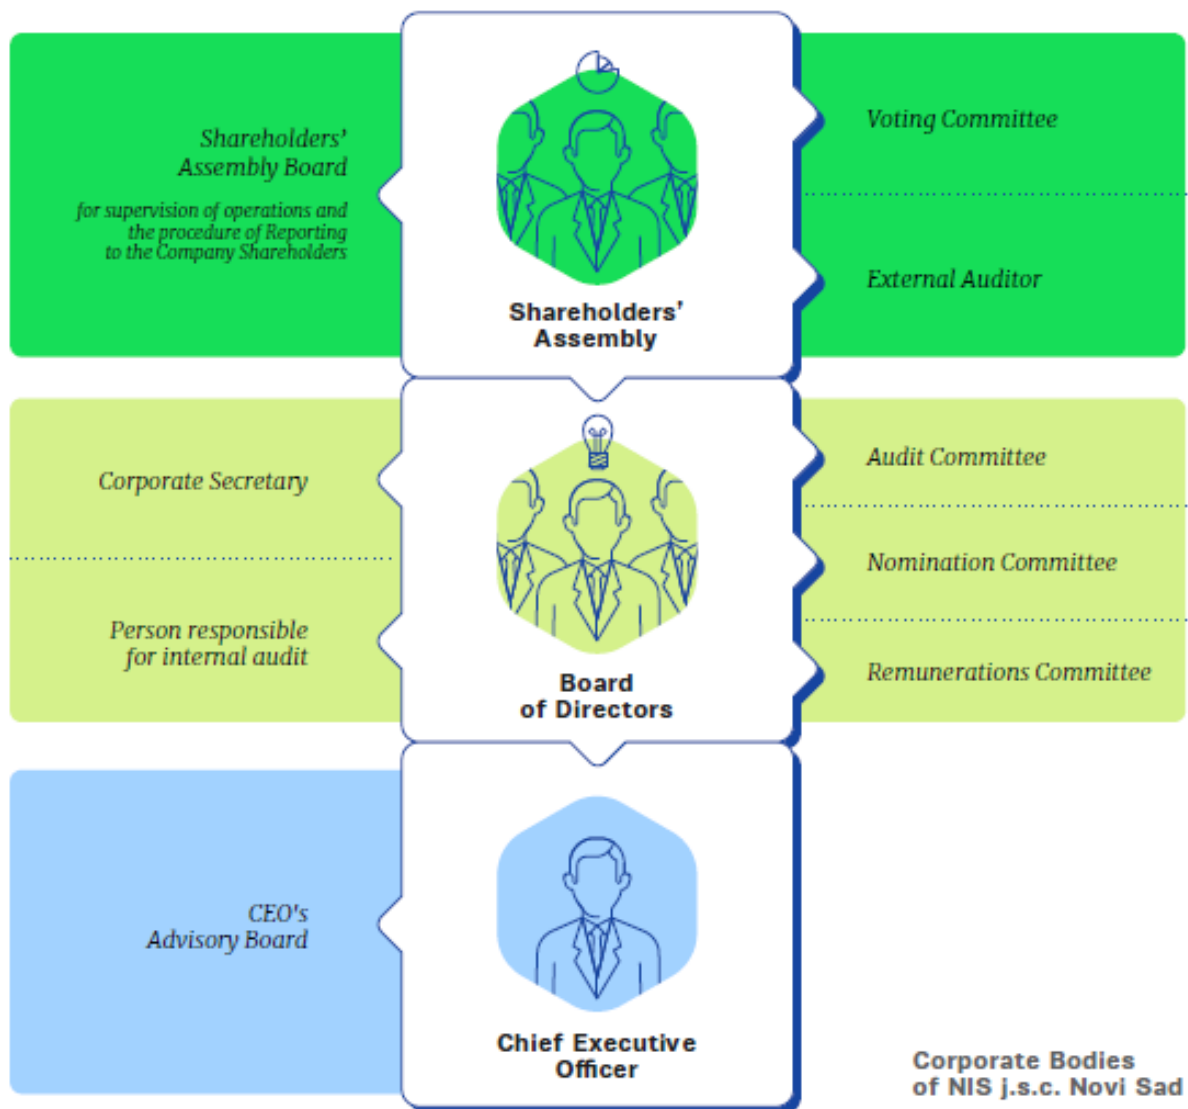 Shareholders'
Assembly Board
for supervision of operations and
the procedure of Reporting
to the Company Shareholders
Shareholders'
Assembly
Voting Committee
External Auditor
Corporate Secretary
Person responsible
for internal audit
Board
of Directors
Audit Committee
Nomination Committee
Remunerations Committee
CEO's
Advisory Board
Chief Executive
Officer
Corporate Bodies
of NIS j.s.c. Novi Sad